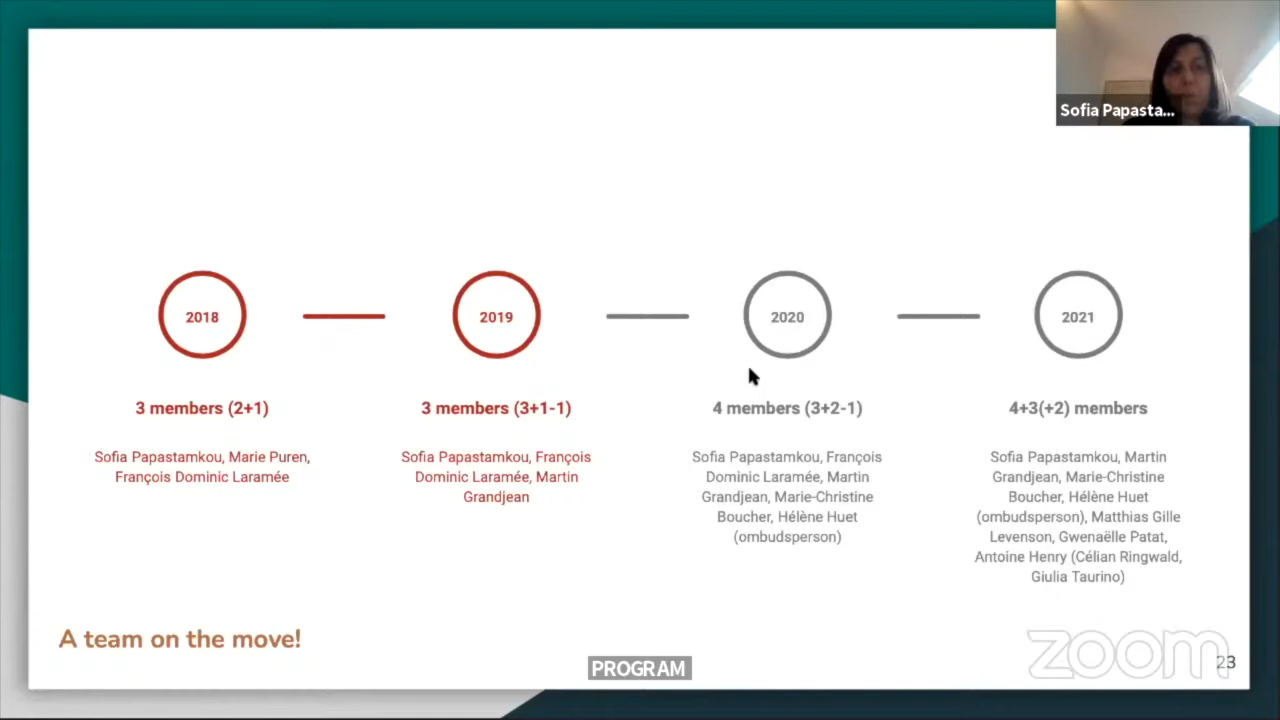 Sofia Papasta...
2018
2019
2020
2021
3 members (2+1)
Sofia Papastamkou, Marie Puren,
François Dominic Laramée
3 members (3+1-1)
Sofia Papastamkou, François
Dominic Laramée, Martin
Grandjean
4 members (3+2-1)
Sofia Papastamkou, François
Dominic Laramée, Martin
Grandjean, Marie-Christine
Boucher, Hélène Huet
(ombudsperson)
4+3(+2) members
Sofia Papastamkou, Martin
Grandjean, Marie-Christine
Boucher, Hélène Huet
(ombudsperson), Matthias Gille
Levenson, Gwenaëlle Patat,
Antoine Henry (Célian Ringwald,
Giulia Taurino)
A team on the move!
PROGRAM
zoom
23